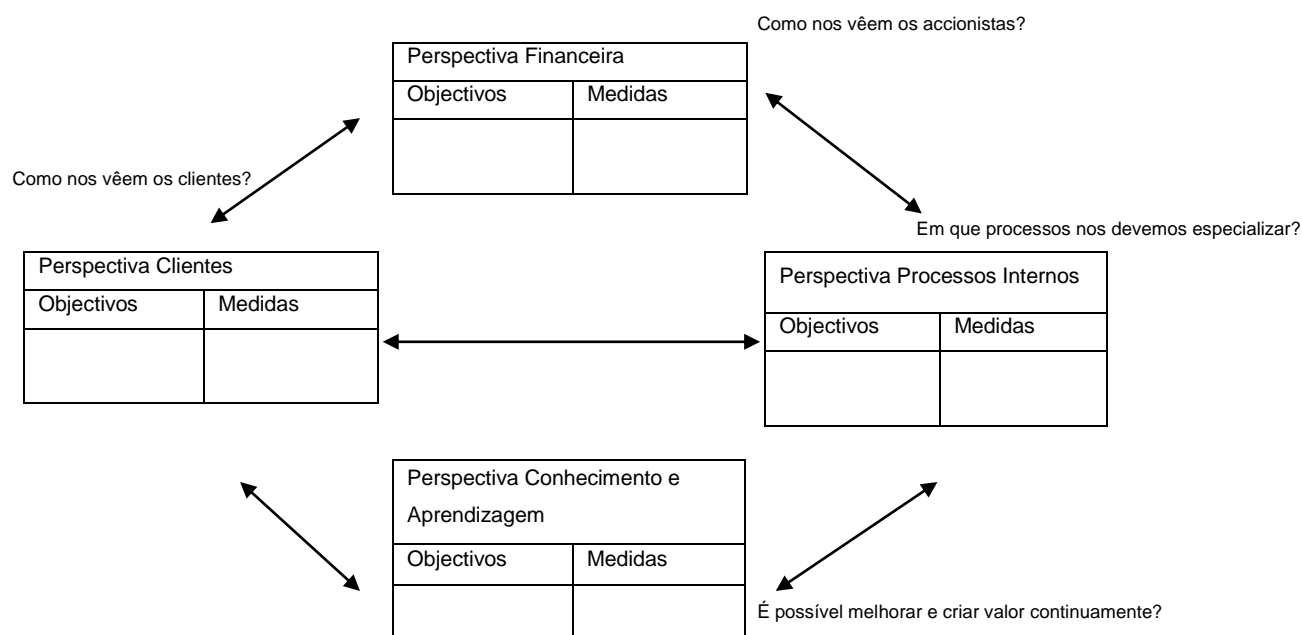 Como nos vêem os accionistas?
Perspectiva Financeira
Objectivos Medidas
Como nos vêem os clientes?
Em que processos nos devemos especializar?
Perspectiva Clientes
Objectivos Medidas
Perspectiva Processos Internos
Objectivos Medidas
Perspectiva Conhecimento e
Aprendizagem
Objectivos Medidas
É possível melhorar e criar valor continuamente?